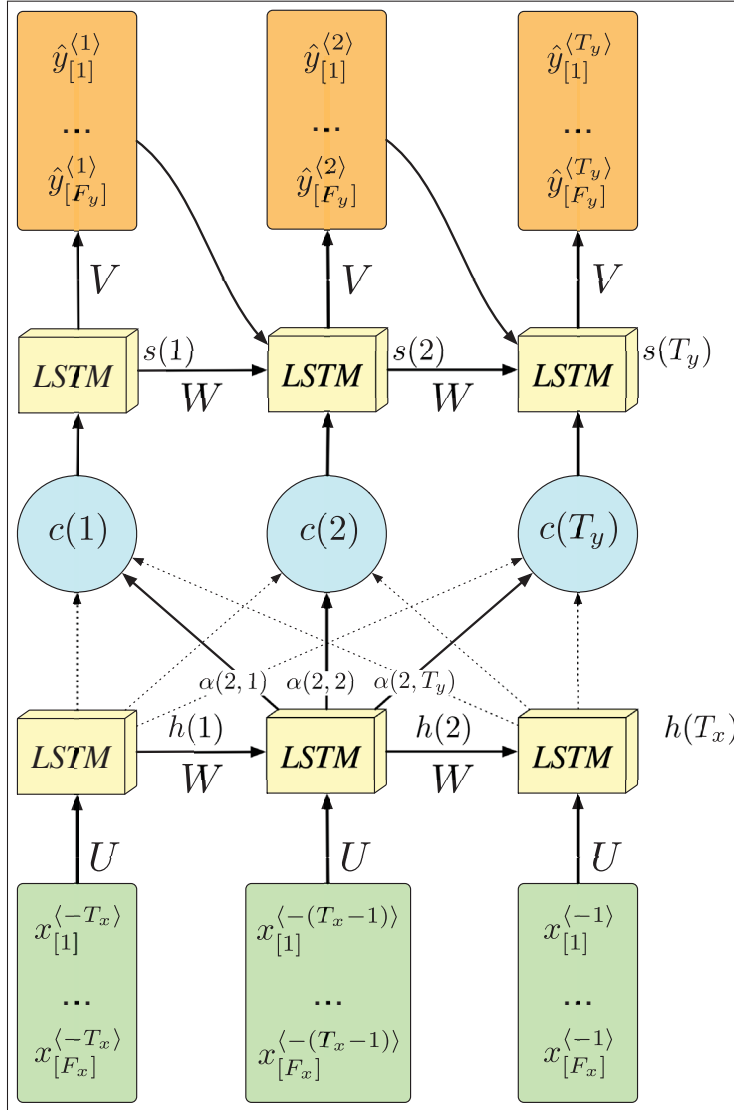 ŷ[1]⟨1⟩ ŷ[1]⟨2⟩ ŷ[1]⟨T_y⟩
... ... ...
ŷ[F_y]⟨1⟩ ŷ[F_y]⟨2⟩ ŷ[F_y]⟨T_y⟩
V V V
s(1) s(2) s(T_y)
LSTM LSTM LSTM
W W
c(1) c(2) c(T_y)
α(2, 1) α(2, 2) α(2, T_y)
h(1) h(2) h(T_x)
LSTM LSTM LSTM
W W
U U U
x[1]⟨-T_x⟩ x[1]⟨-(T_x-1)⟩ x[1]⟨-1⟩
... ... ...
x[F_x]⟨-T_x⟩ x[F_x]⟨-(T_x-1)⟩ x[F_x]⟨-1⟩